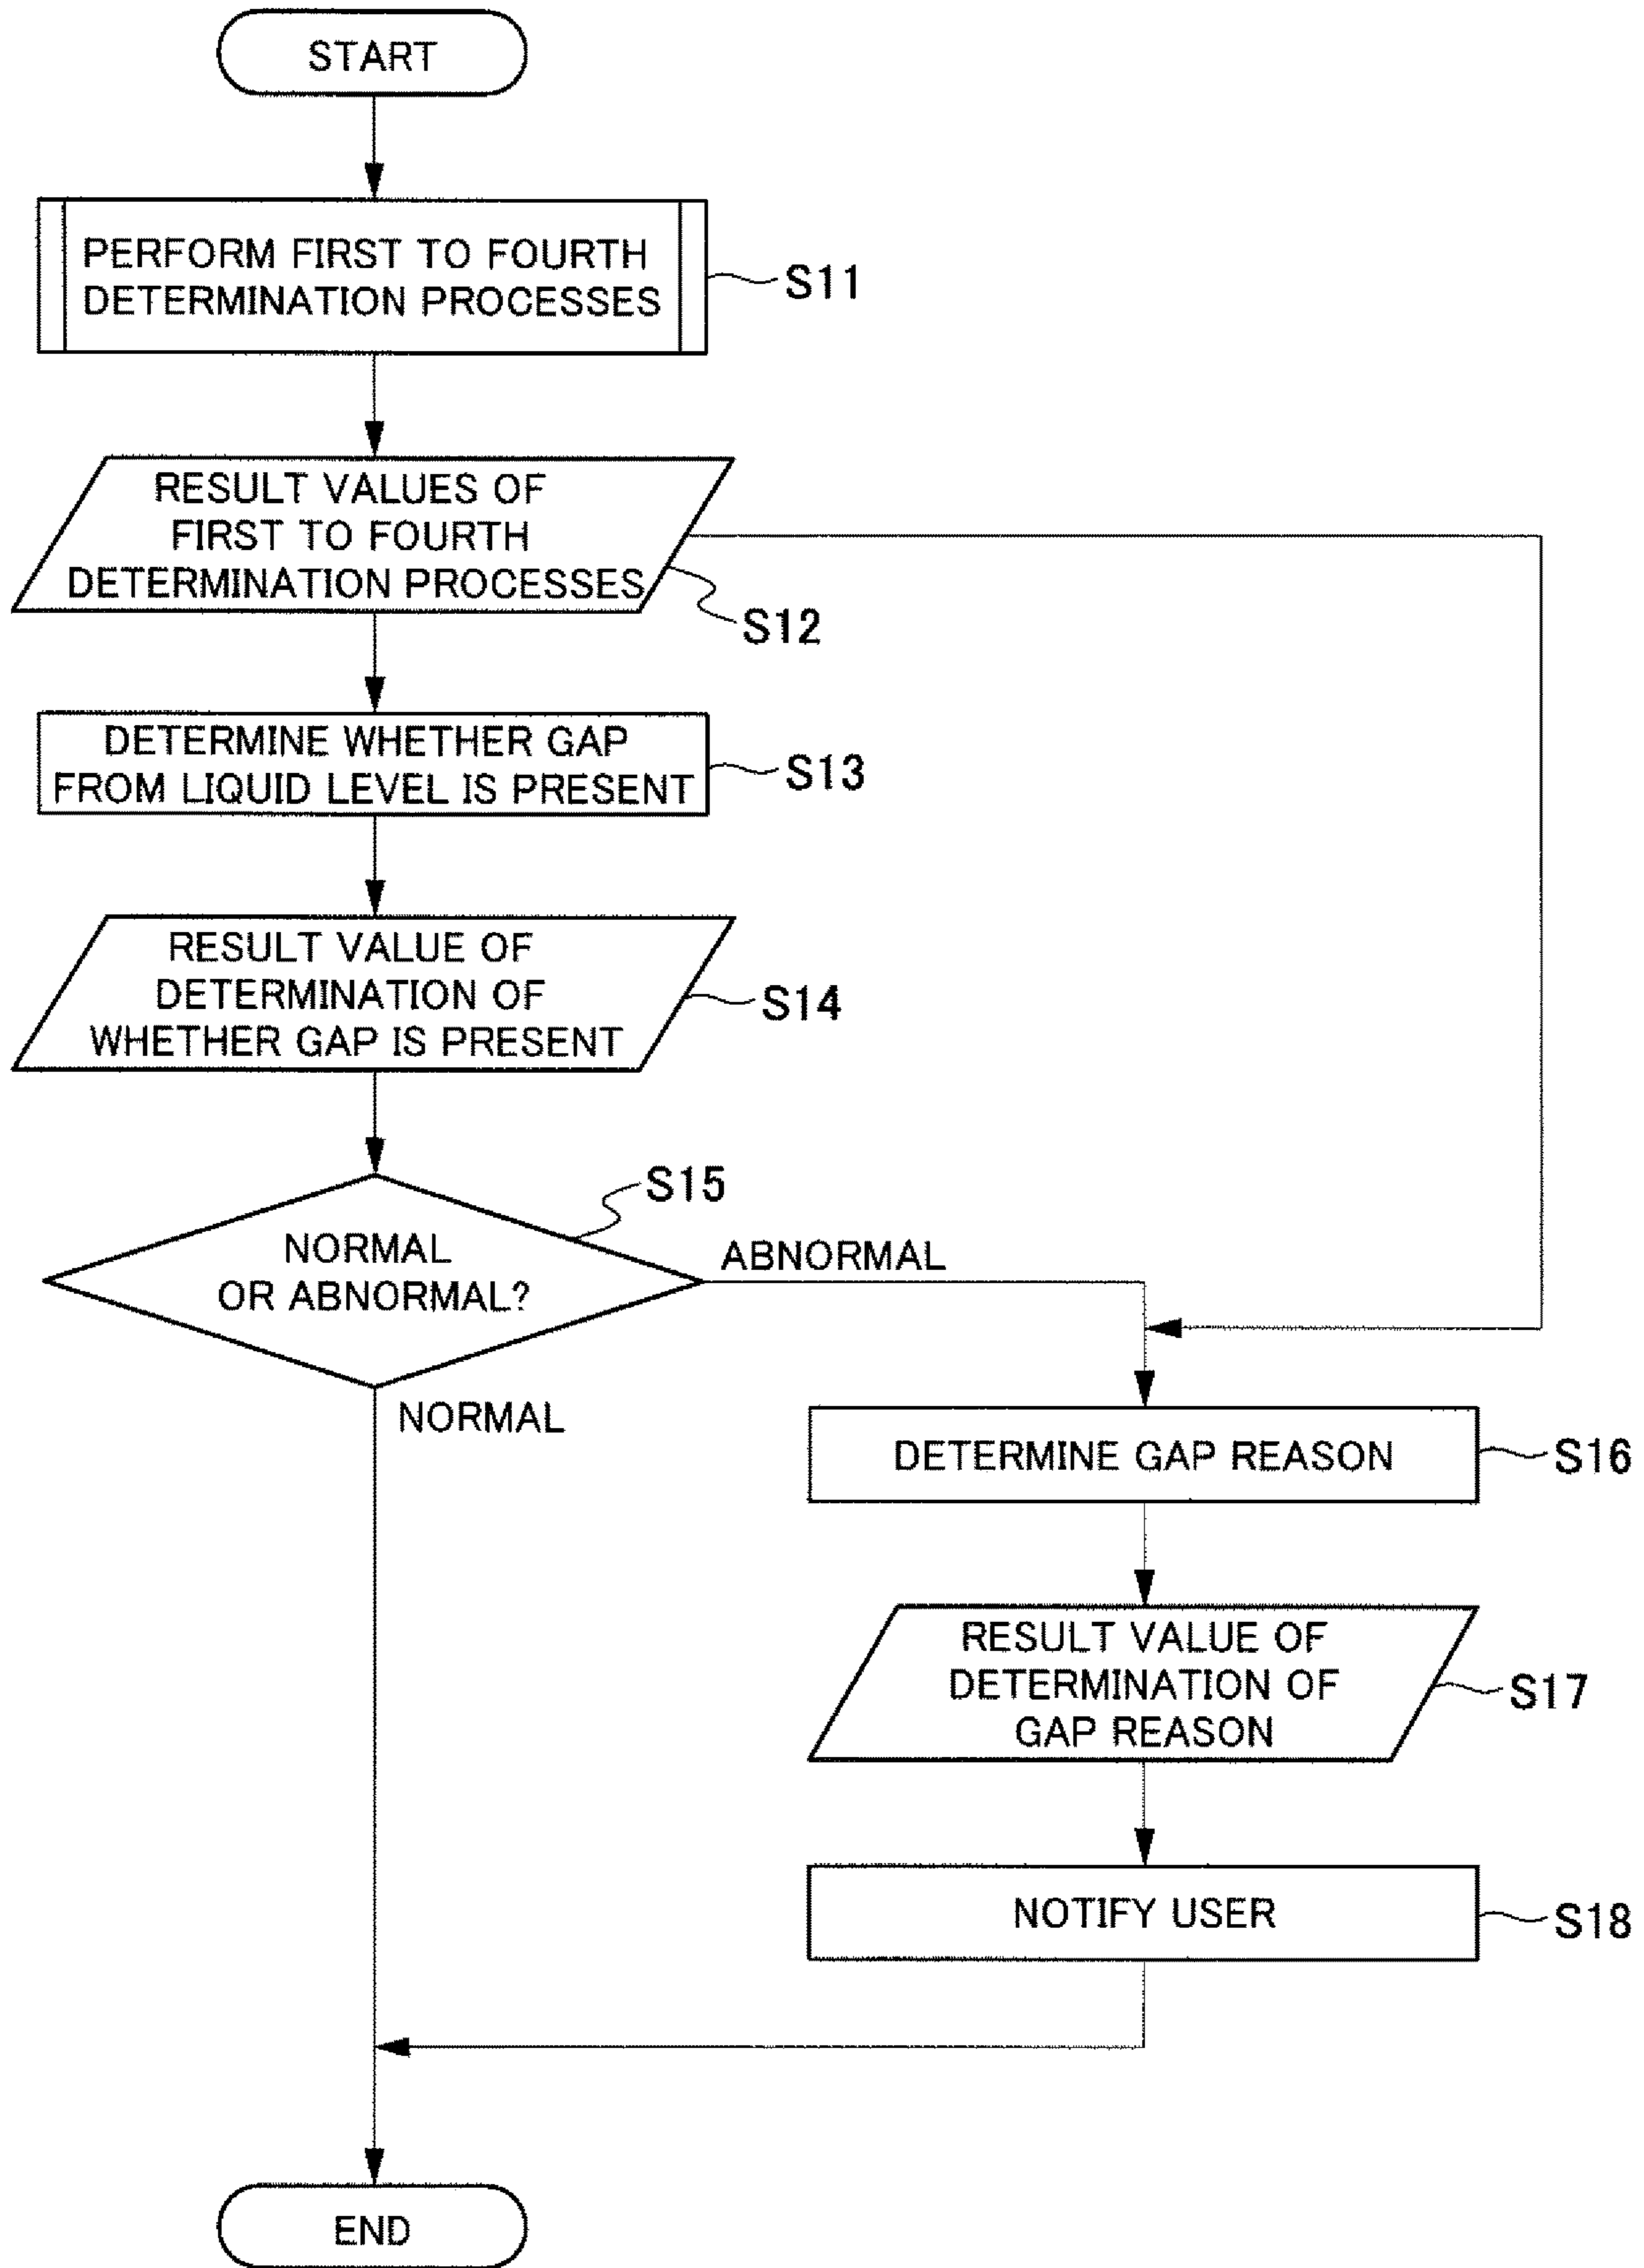 START
PERFORM FIRST TO FOURTH
DETERMINATION PROCESSES
S11
RESULT VALUES OF
FIRST TO FOURTH
DETERMINATION PROCESSES
S12
DETERMINE WHETHER GAP
FROM LIQUID LEVEL IS PRESENT
S13
RESULT VALUE OF
DETERMINATION OF
WHETHER GAP IS PRESENT
S14
S15
NORMAL
OR ABNORMAL?
ABNORMAL
NORMAL
DETERMINE GAP REASON
S16
RESULT VALUE OF
DETERMINATION OF
GAP REASON
S17
NOTIFY USER
S18
END